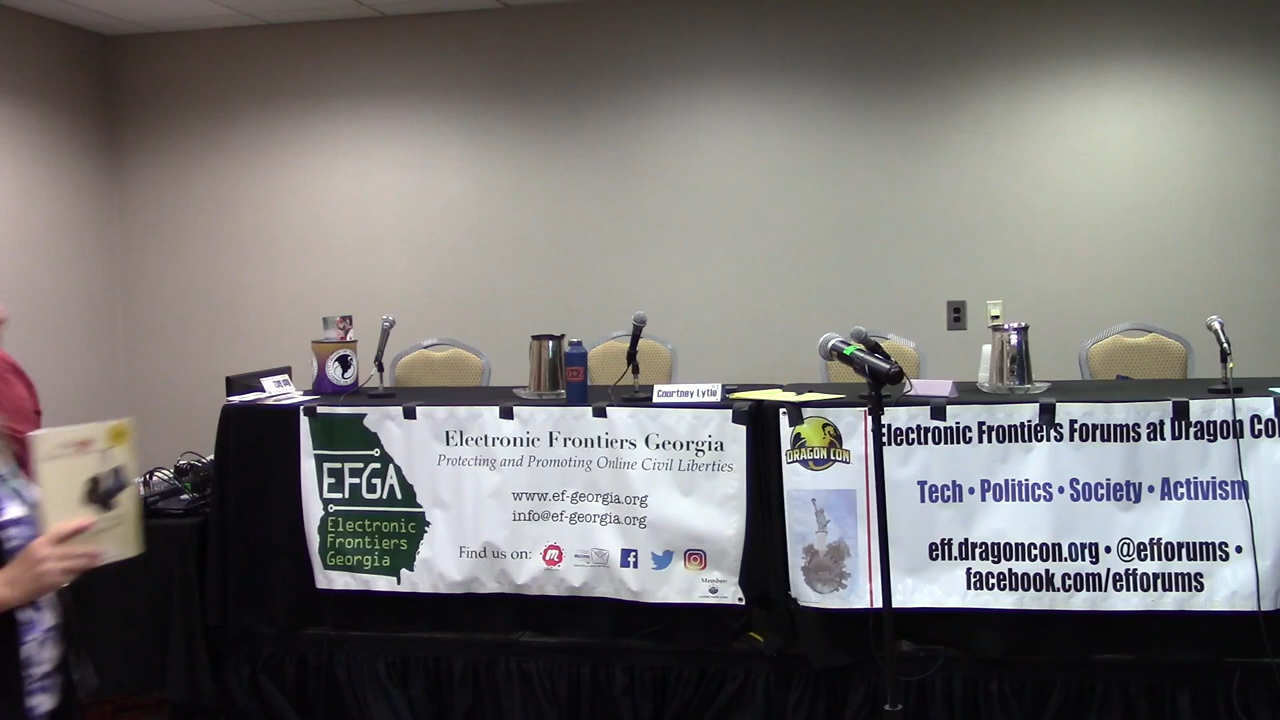 Courtney Lytle
EFGA
Electronic
Frontiers
Georgia
Electronic Frontiers Georgia
Protecting and Promoting Online Civil Liberties
www.ef-georgia.org
info@ef-georgia.org
Find us on:
Member
DRAGON CON
Electronic Frontiers Forums at Dragon Co
Tech • Politics • Society • Activism
eff.dragoncon.org • @efforums •
facebook.com/efforums